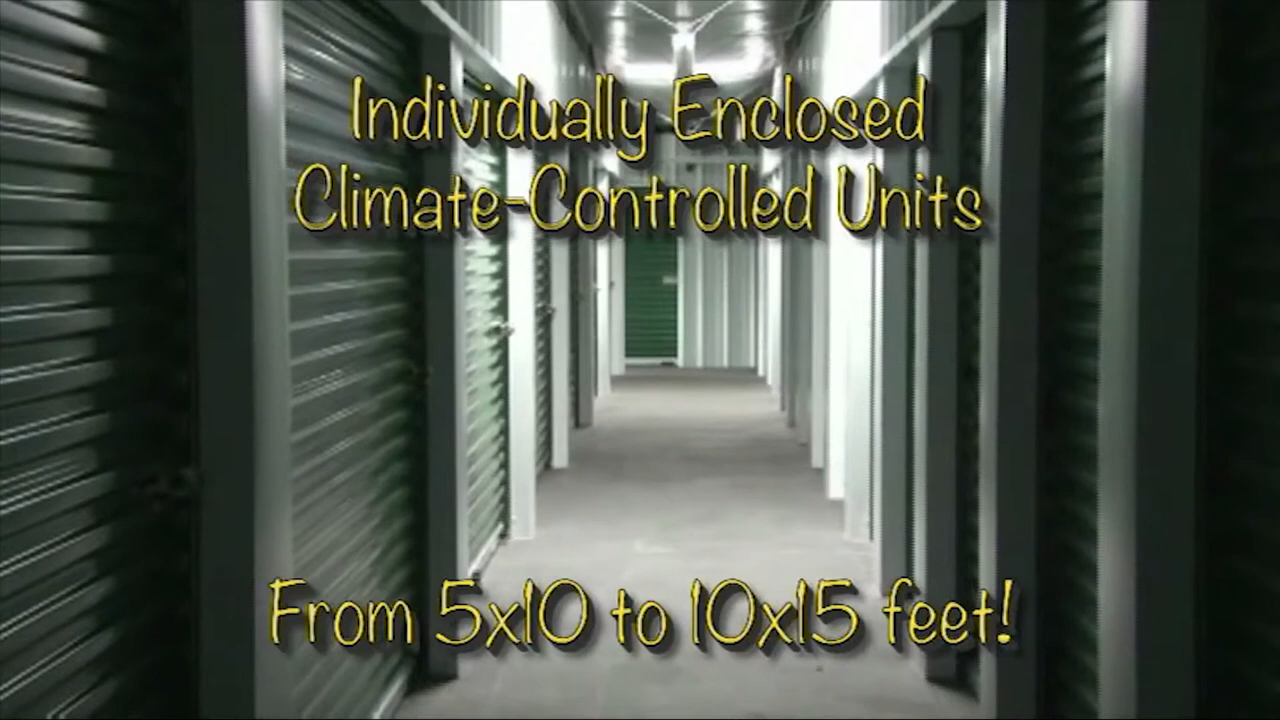 Individually Enclosed
Climate-Controlled Units
From 5x10 to 10x15 feet!